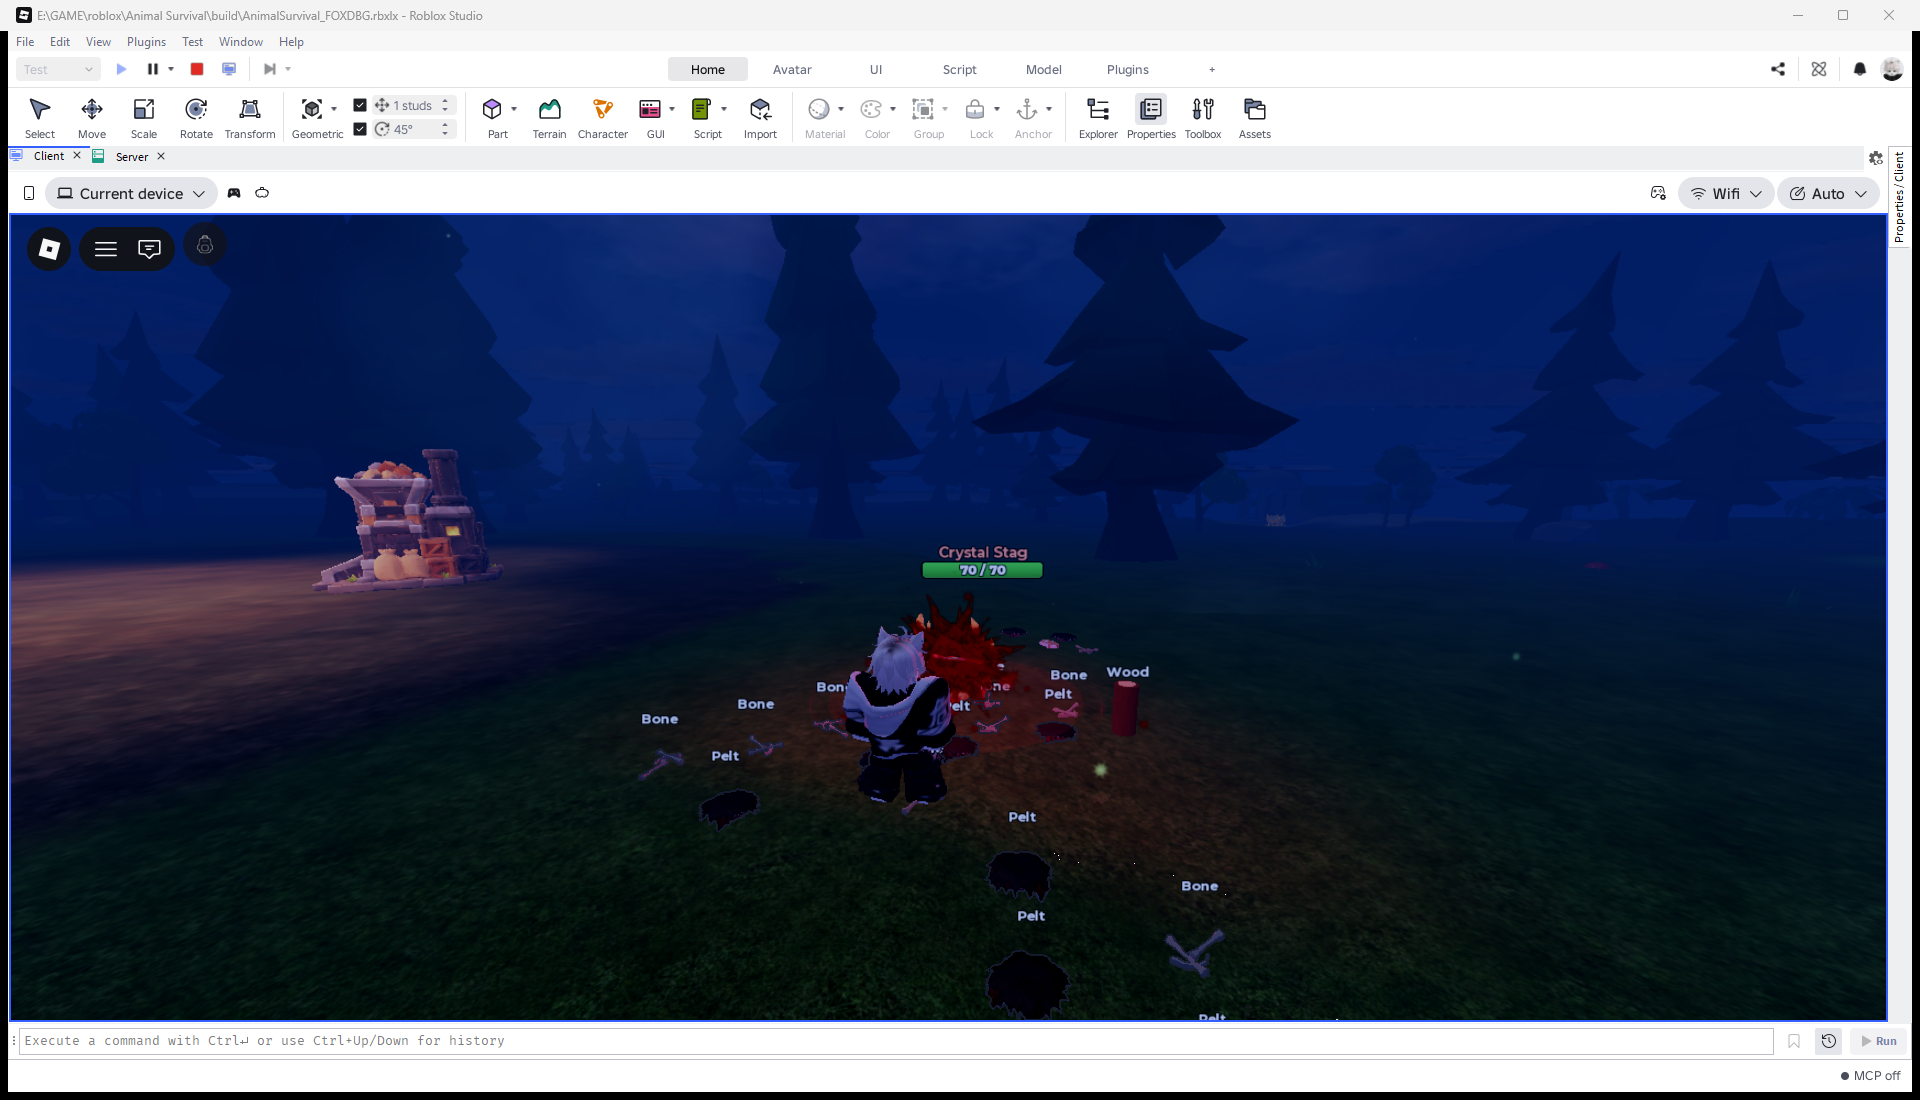 E:\GAME\roblox\Animal Survival\build\AnimalSurvival_FOXDBG.rbxlx - Roblox Studio
File Edit View Plugins Test Window Help
Test
Home Avatar UI Script Model Plugins +
1 studs
45°
Select Move Scale Rotate Transform Geometric Part Terrain Character GUI Script Import Material Color Group Lock Anchor Explorer Properties Toolbox Assets
Client Server
Properties / Client
Current device
Wifi
Auto
Crystal Stag
70 / 70
Wood
Bone
Bone
Pelt
Bone
Bone
Pelt
Pelt
Bone
Pelt
Pelt
Execute a command with Ctrl↵ or use Ctrl+Up/Down for history
Run
MCP off